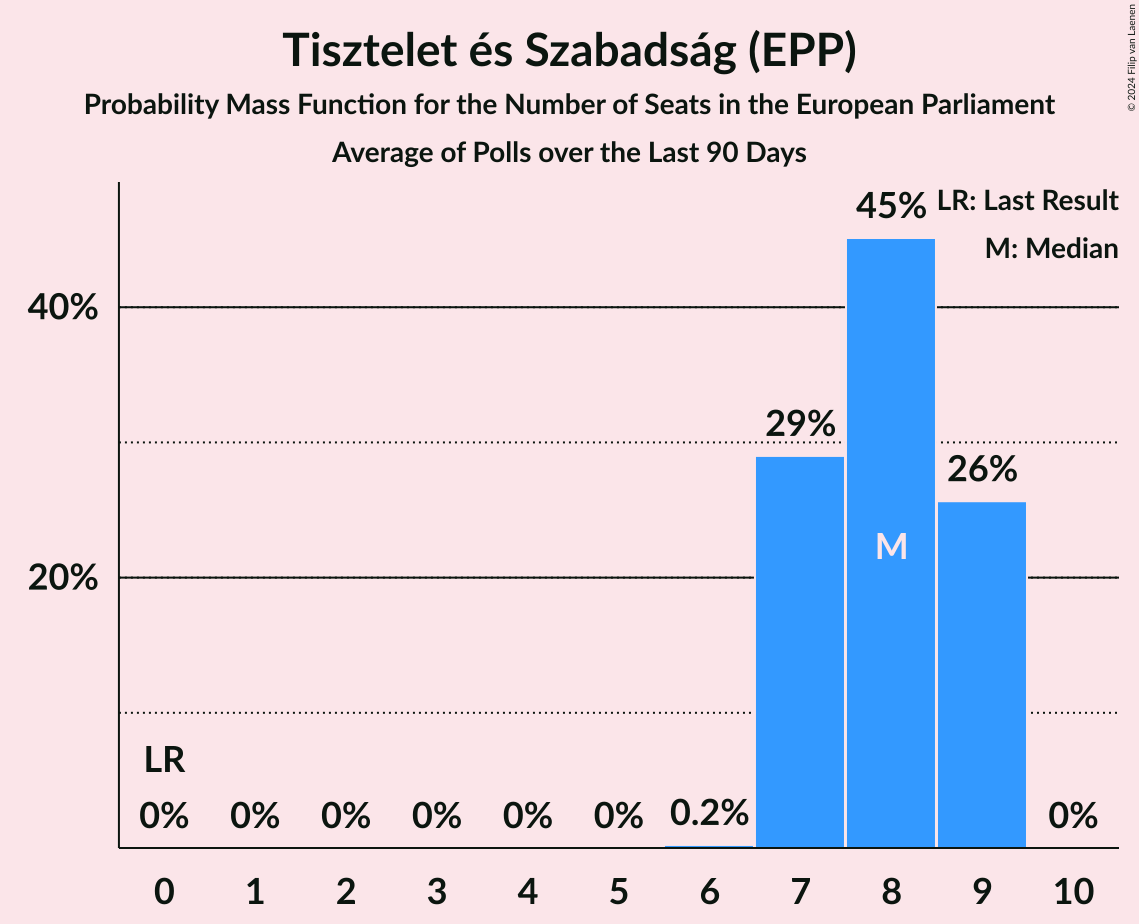 Tisztelet és Szabadság (EPP)
Probability Mass Function for the Number of Seats in the European Parliament
Average of Polls over the Last 90 Days
© 2024 Filip van Laenen
LR: Last Result
M: Median
45%
40%
29%
26%
M
20%
LR
0% 0% 0% 0% 0% 0% 0.2% 0%
0 1 2 3 4 5 6 7 8 9 10